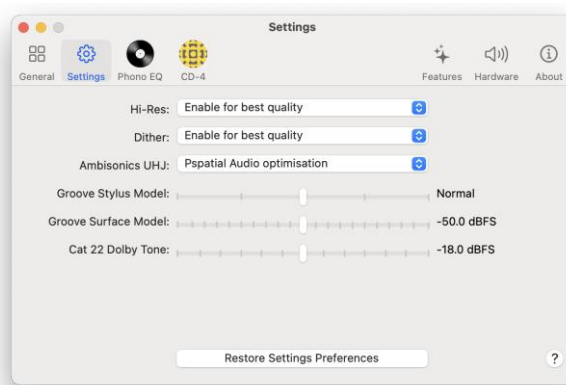 Settings
General Settings Phono EQ CD-4 Features Hardware About
Hi-Res: Enable for best quality
Dither: Enable for best quality
Ambisonics UHJ: Pspatial Audio optimisation
Groove Stylus Model: Normal
Groove Surface Model: -50.0 dBFS
Cat 22 Dolby Tone: -18.0 dBFS
Restore Settings Preferences ?